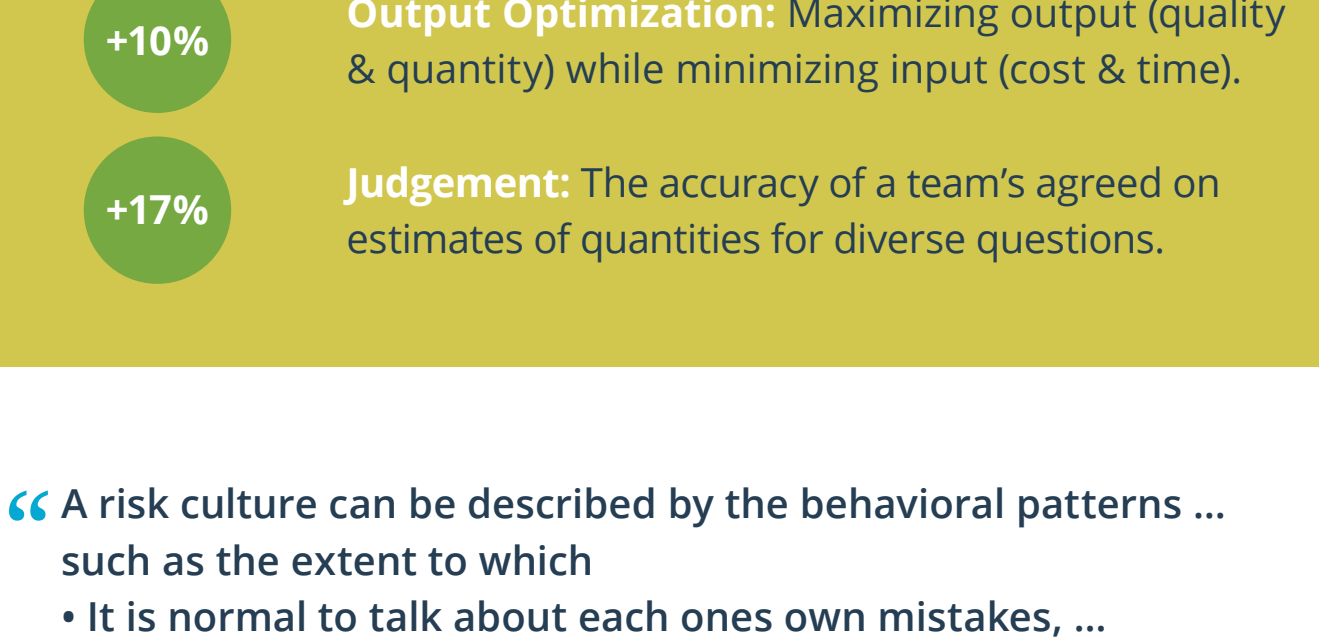 +10%
Output Optimization: Maximizing output (quality
& quantity) while minimizing input (cost & time).
+17%
Judgement: The accuracy of a team’s agreed on
estimates of quantities for diverse questions.
“ A risk culture can be described by the behavioral patterns ...
such as the extent to which
• It is normal to talk about each ones own mistakes, ...